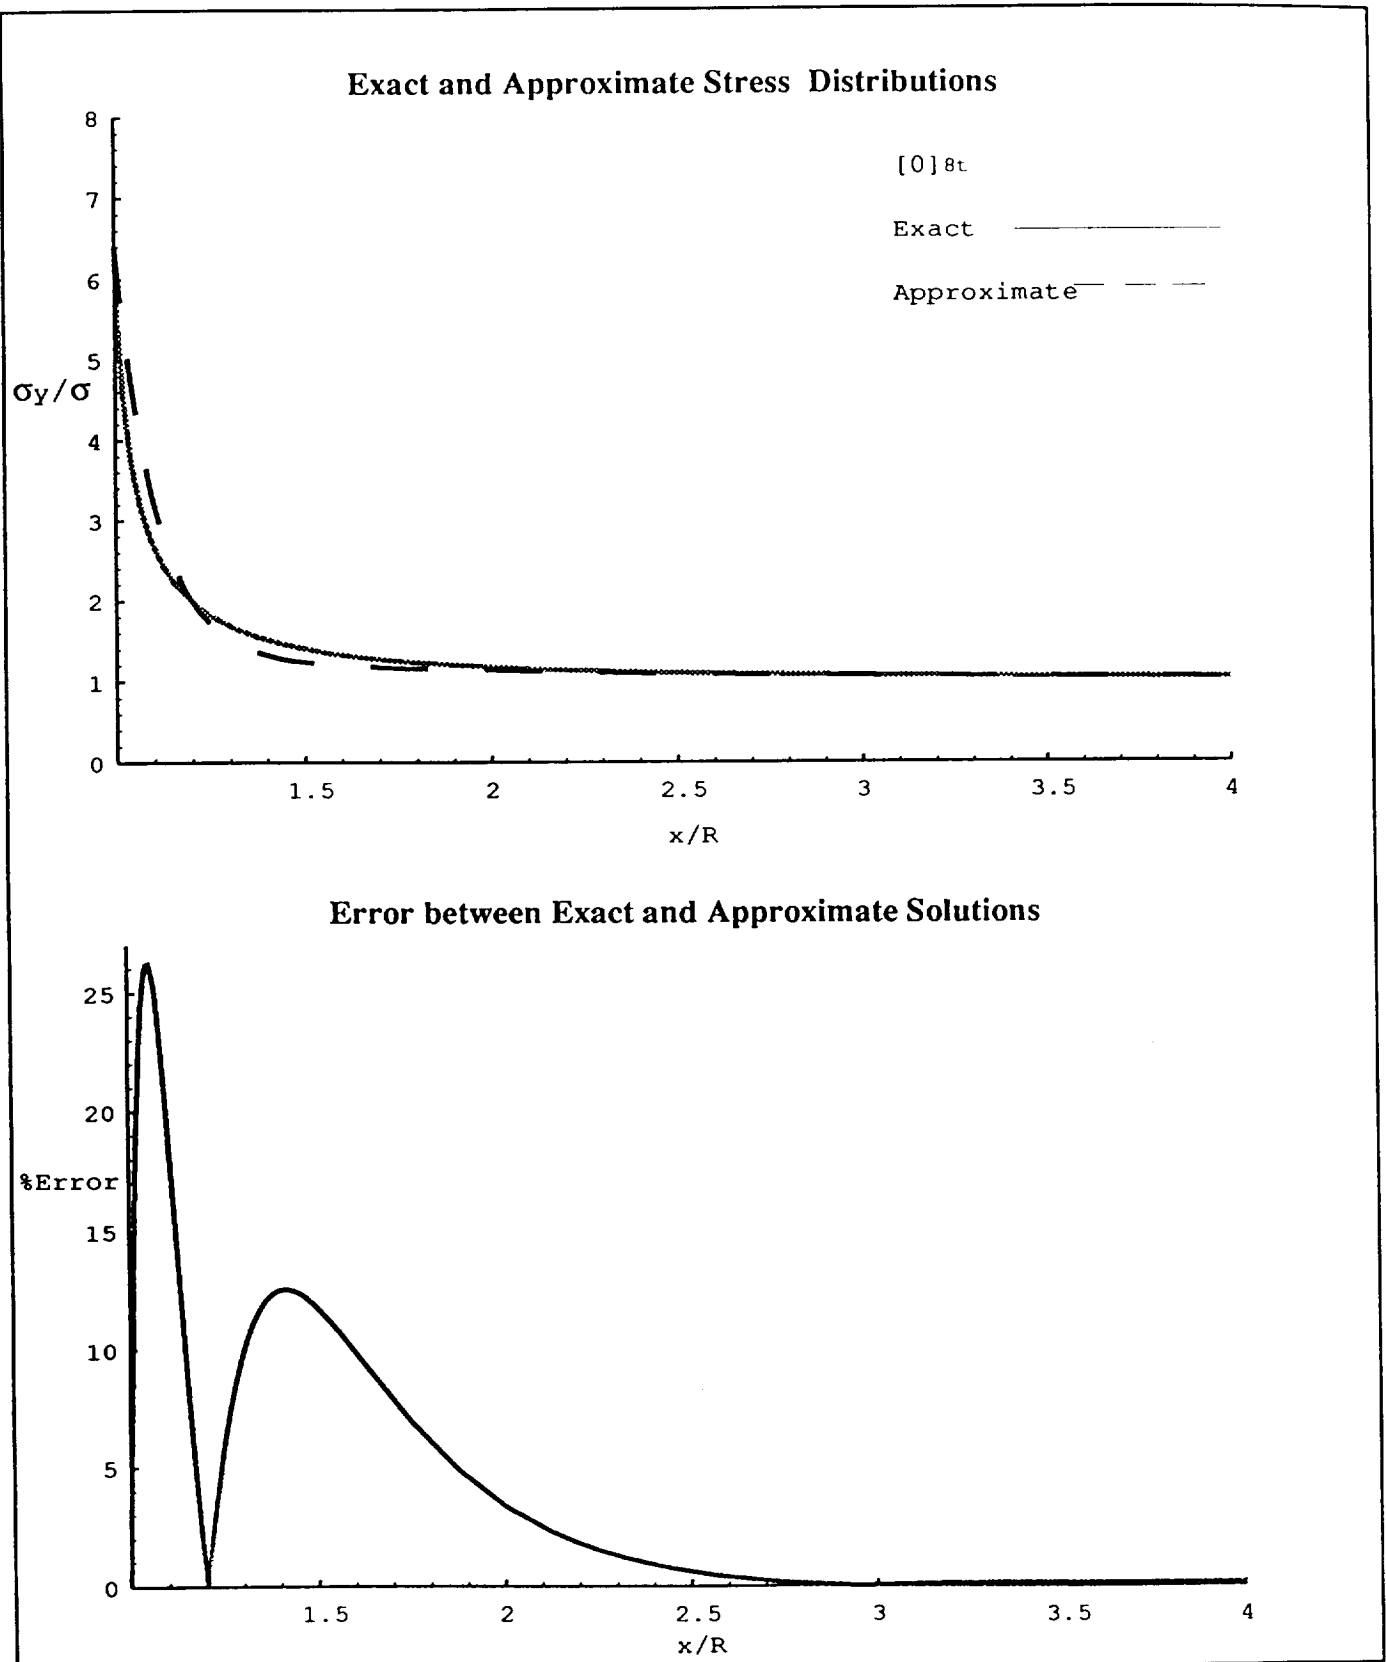 Exact and Approximate Stress Distributions
8
[0]8t
7
Exact
6
Approximate
5
σy/σ
4
3
2
1
0
1.5 2 2.5 3 3.5 4
x/R
Error between Exact and Approximate Solutions
25
20
%Error
15
10
5
0
1.5 2 2.5 3 3.5 4
x/R